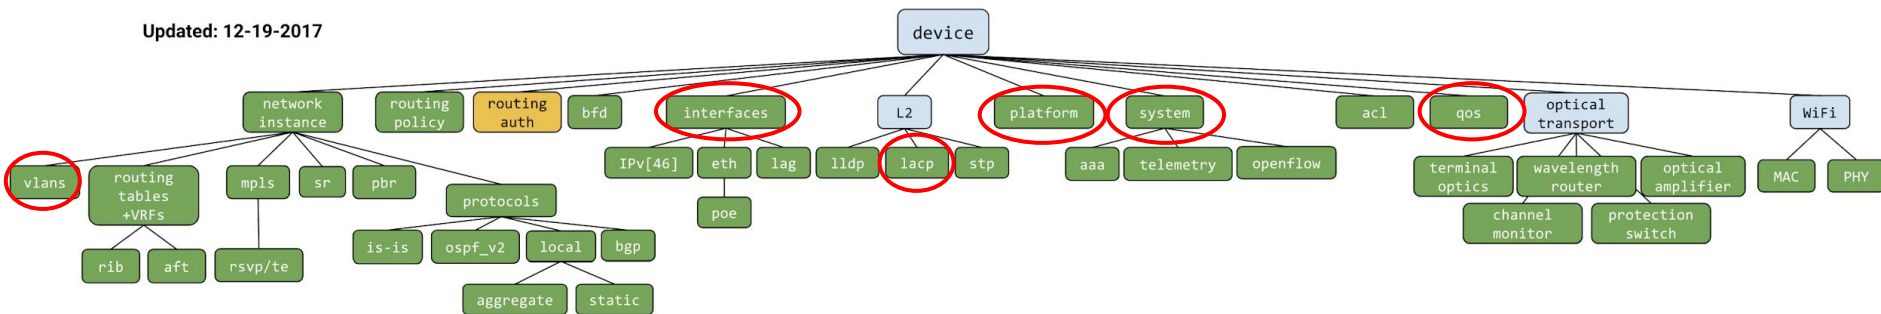 Updated: 12-19-2017
device
network
instance
routing
policy
routing
auth
bfd
interfaces
L2
platform
system
acl
qos
optical
transport
WiFi
vlans
routing
tables
+VRFs
mpls
sr
pbr
protocols
IPv[46]
eth
lag
lldp
lacp
stp
aaa
telemetry
openflow
terminal
optics
wavelength
router
optical
amplifier
MAC
PHY
poe
channel
monitor
protection
switch
rib
aft
rsvp/te
is-is
ospf_v2
local
bgp
aggregate
static